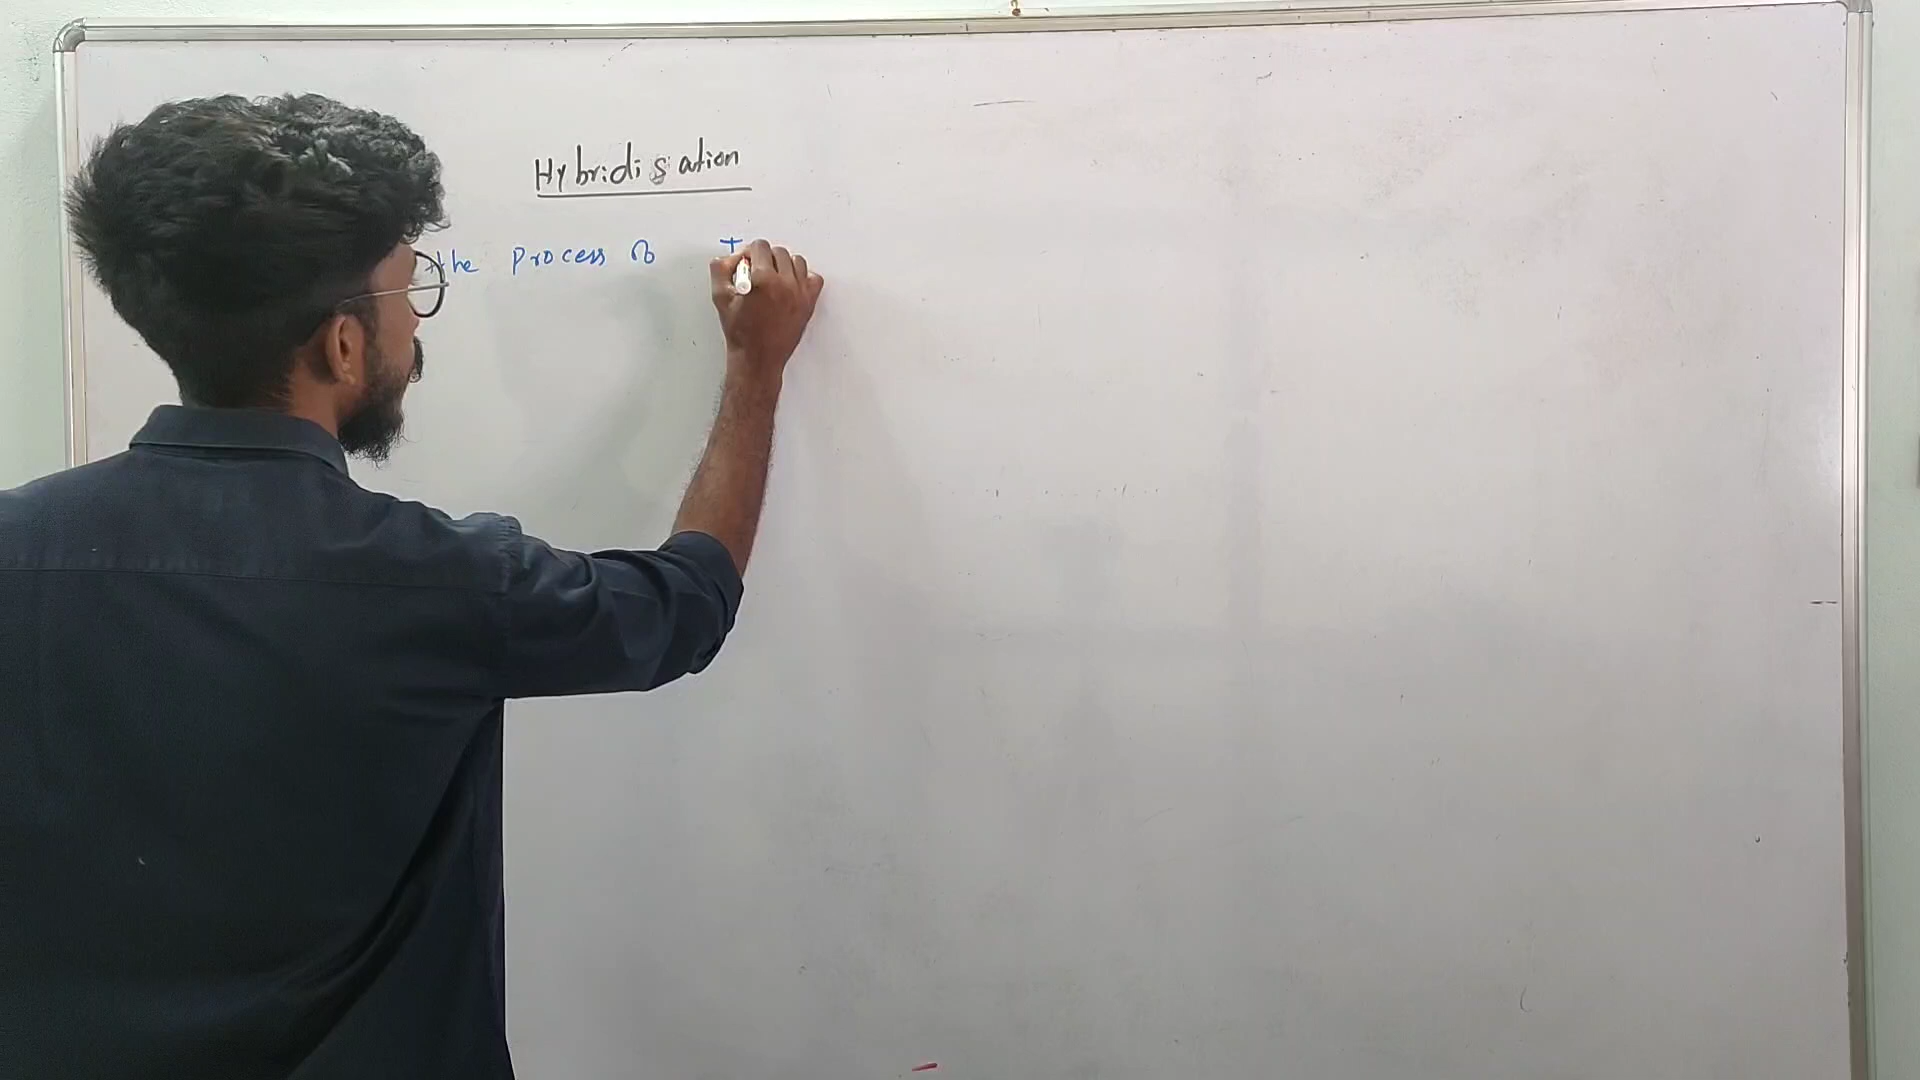 Hybridisation
the process of